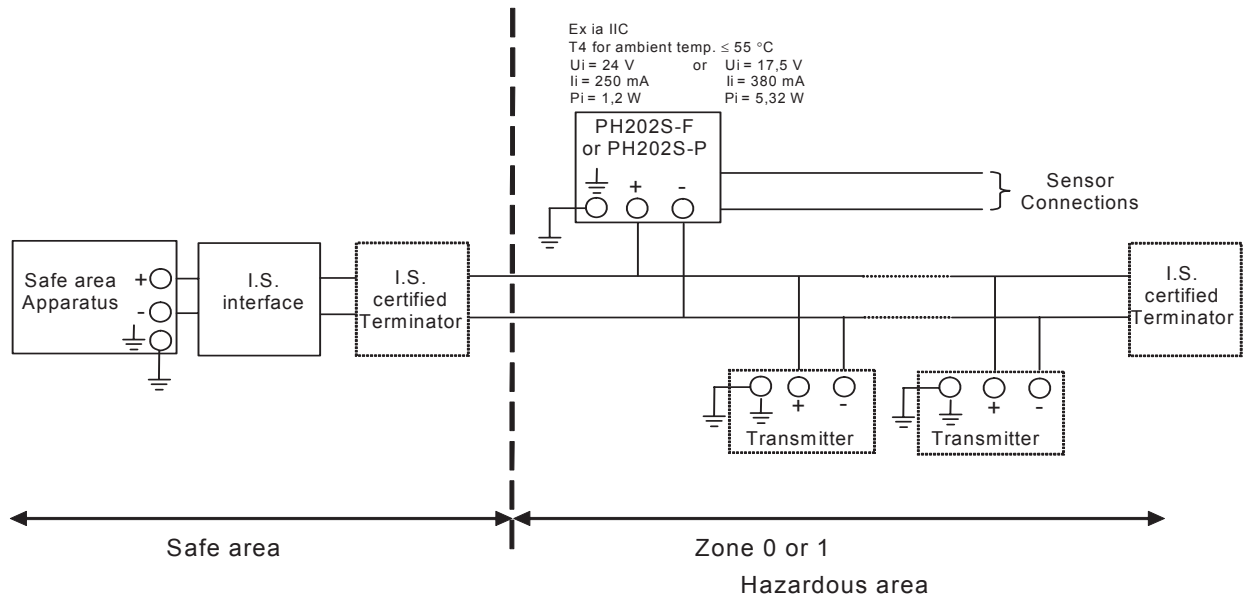 Ex ia IIC
T4 for ambient temp. ≤ 55 °C
Ui = 24 V or Ui = 17,5 V
Ii = 250 mA Ii = 380 mA
Pi = 1,2 W Pi = 5,32 W
PH202S-F
or PH202S-P
+ -
Sensor
Connections
Safe area
Apparatus
+
-
I.S.
interface
I.S.
certified
Terminator
I.S.
certified
Terminator
+ -
Transmitter
+ -
Transmitter
Safe area
Zone 0 or 1
Hazardous area